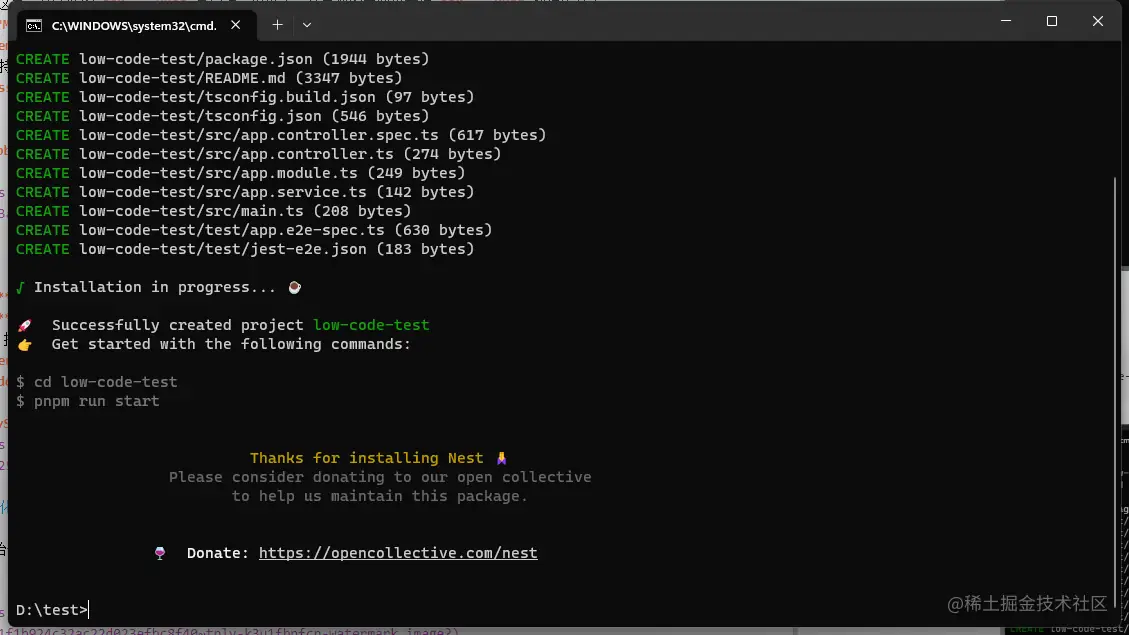 C:\WINDOWS\system32\cmd.
CREATE low-code-test/package.json (1944 bytes)
CREATE low-code-test/README.md (3347 bytes)
CREATE low-code-test/tsconfig.build.json (97 bytes)
CREATE low-code-test/tsconfig.json (546 bytes)
CREATE low-code-test/src/app.controller.spec.ts (617 bytes)
CREATE low-code-test/src/app.controller.ts (274 bytes)
CREATE low-code-test/src/app.module.ts (249 bytes)
CREATE low-code-test/src/app.service.ts (142 bytes)
CREATE low-code-test/src/main.ts (208 bytes)
CREATE low-code-test/test/app.e2e-spec.ts (630 bytes)
CREATE low-code-test/test/jest-e2e.json (183 bytes)
√ Installation in progress... ☕
🚀 Successfully created project low-code-test
👉 Get started with the following commands:
$ cd low-code-test
$ pnpm run start
Thanks for installing Nest 🙏
Please consider donating to our open collective
to help us maintain this package.
🍷 Donate: https://opencollective.com/nest
D:\test>
@稀土掘金技术社区